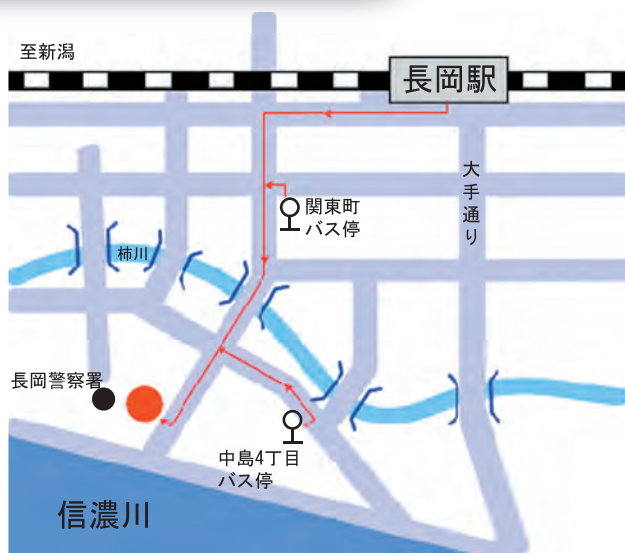 至新潟
長岡駅
大手通り
関東町
バス停
柿川
長岡警察署
中島4丁目
バス停
信濃川